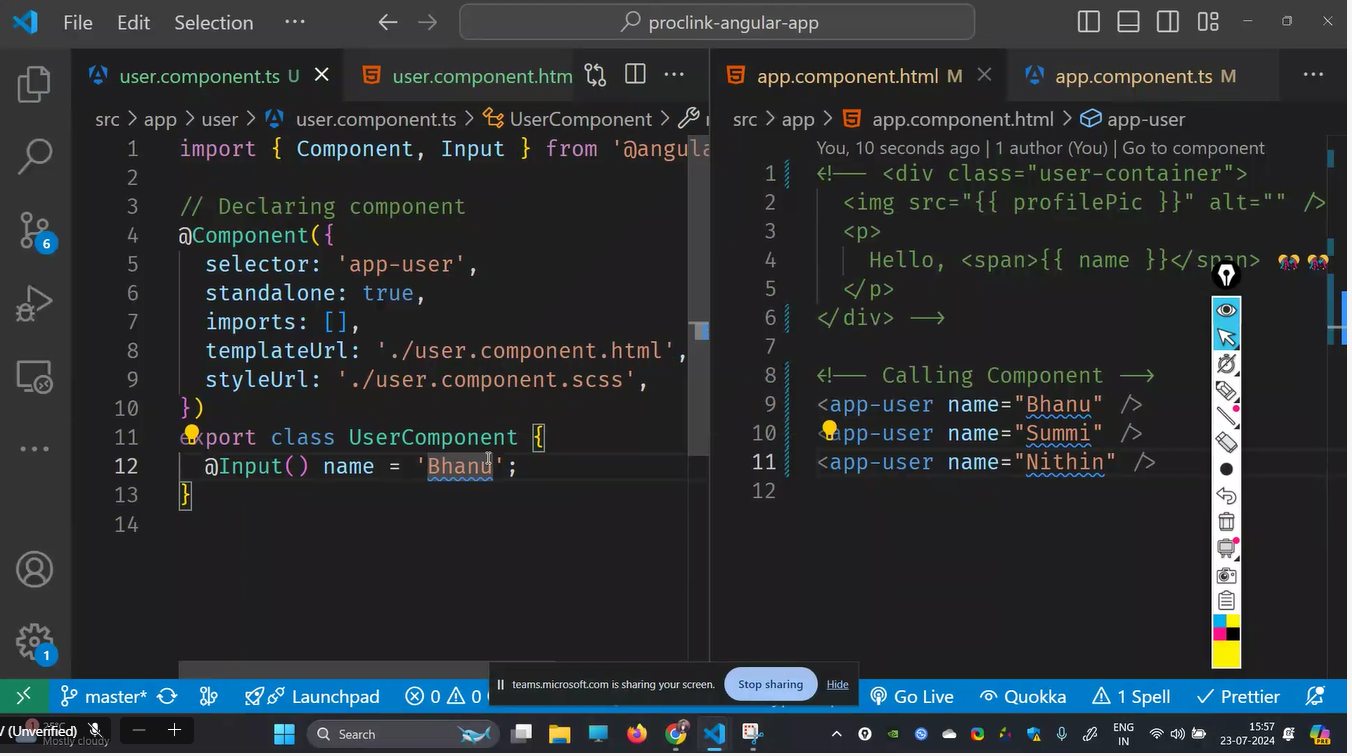 File Edit Selection ··· proclink-angular-app
user.component.ts U user.component.htm ···
src > app > user > user.component.ts > UserComponent >
1 import { Component, Input } from '@angula
2
3 // Declaring component
4 @Component({
5 selector: 'app-user',
6 standalone: true,
7 imports: [],
8 templateUrl: './user.component.html',
9 styleUrl: './user.component.scss',
10 })
11 export class UserComponent {
12 @Input() name = 'Bhanu';
13 }
14
app.component.html M app.component.ts M ···
src > app > app.component.html > app-user
You, 10 seconds ago | 1 author (You) | Go to component
1 <!-- <div class="user-container">
2 <img src="{{ profilePic }}" alt="" />
3 <p>
4 Hello, <span>{{ name }}</span> 🎊🎊
5 </p>
6 </div> -->
7
8 <!-- Calling Component -->
9 <app-user name="Bhanu" />
10 <app-user name="Summi" />
11 <app-user name="Nithin" />
12
6
1
teams.microsoft.com is sharing your screen. Stop sharing Hide
master* Launchpad 0 0 Go Live Quokka 1 Spell Prettier
(Unverified) 25°C
Mostly cloudy
Search
ENG
IN
15:57
23-07-2024
PRE